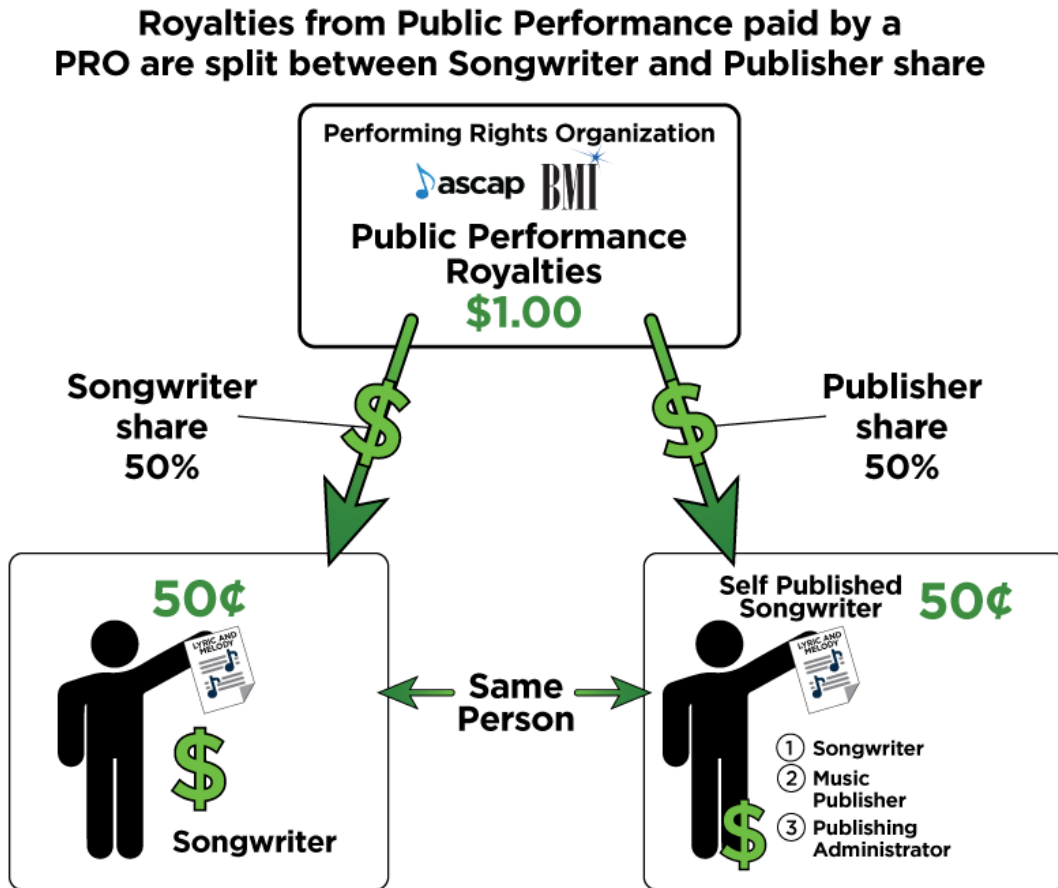 Royalties from Public Performance paid by a
PRO are split between Songwriter and Publisher share
Performing Rights Organization
ascap BMI
Public Performance
Royalties
$1.00
Songwriter
share
50%
Publisher
share
50%
50¢
LYRIC AND
MELODY
$
Songwriter
Same
Person
Self Published
Songwriter
50¢
LYRIC AND
MELODY
1 Songwriter
2 Music
Publisher
3 Publishing
Administrator
$